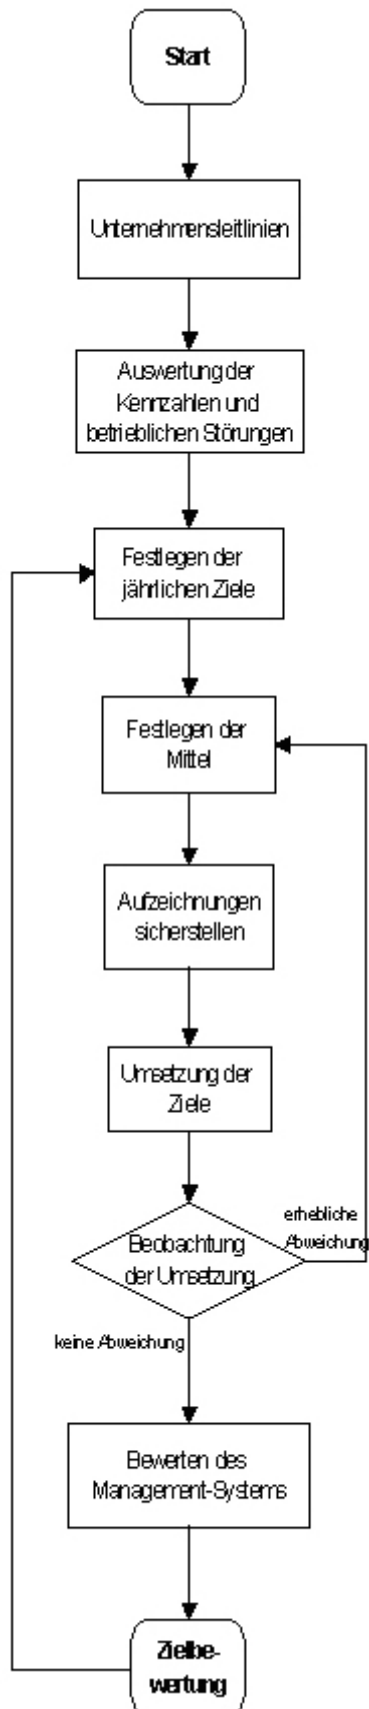 Start
Unternehmensleitlinien
Auswertung der
Kennzahlen und
betrieblichen Störungen
Festlegen der
jährlichen Ziele
Festlegen der
Mittel
Aufzeichnungen
sicherstellen
Umsetzung der
Ziele
Beobachtung
der Umsetzung
erhebliche
Abweichung
keine Abweichung
Bewerten des
Management-Systems
Zielbe-
wertung